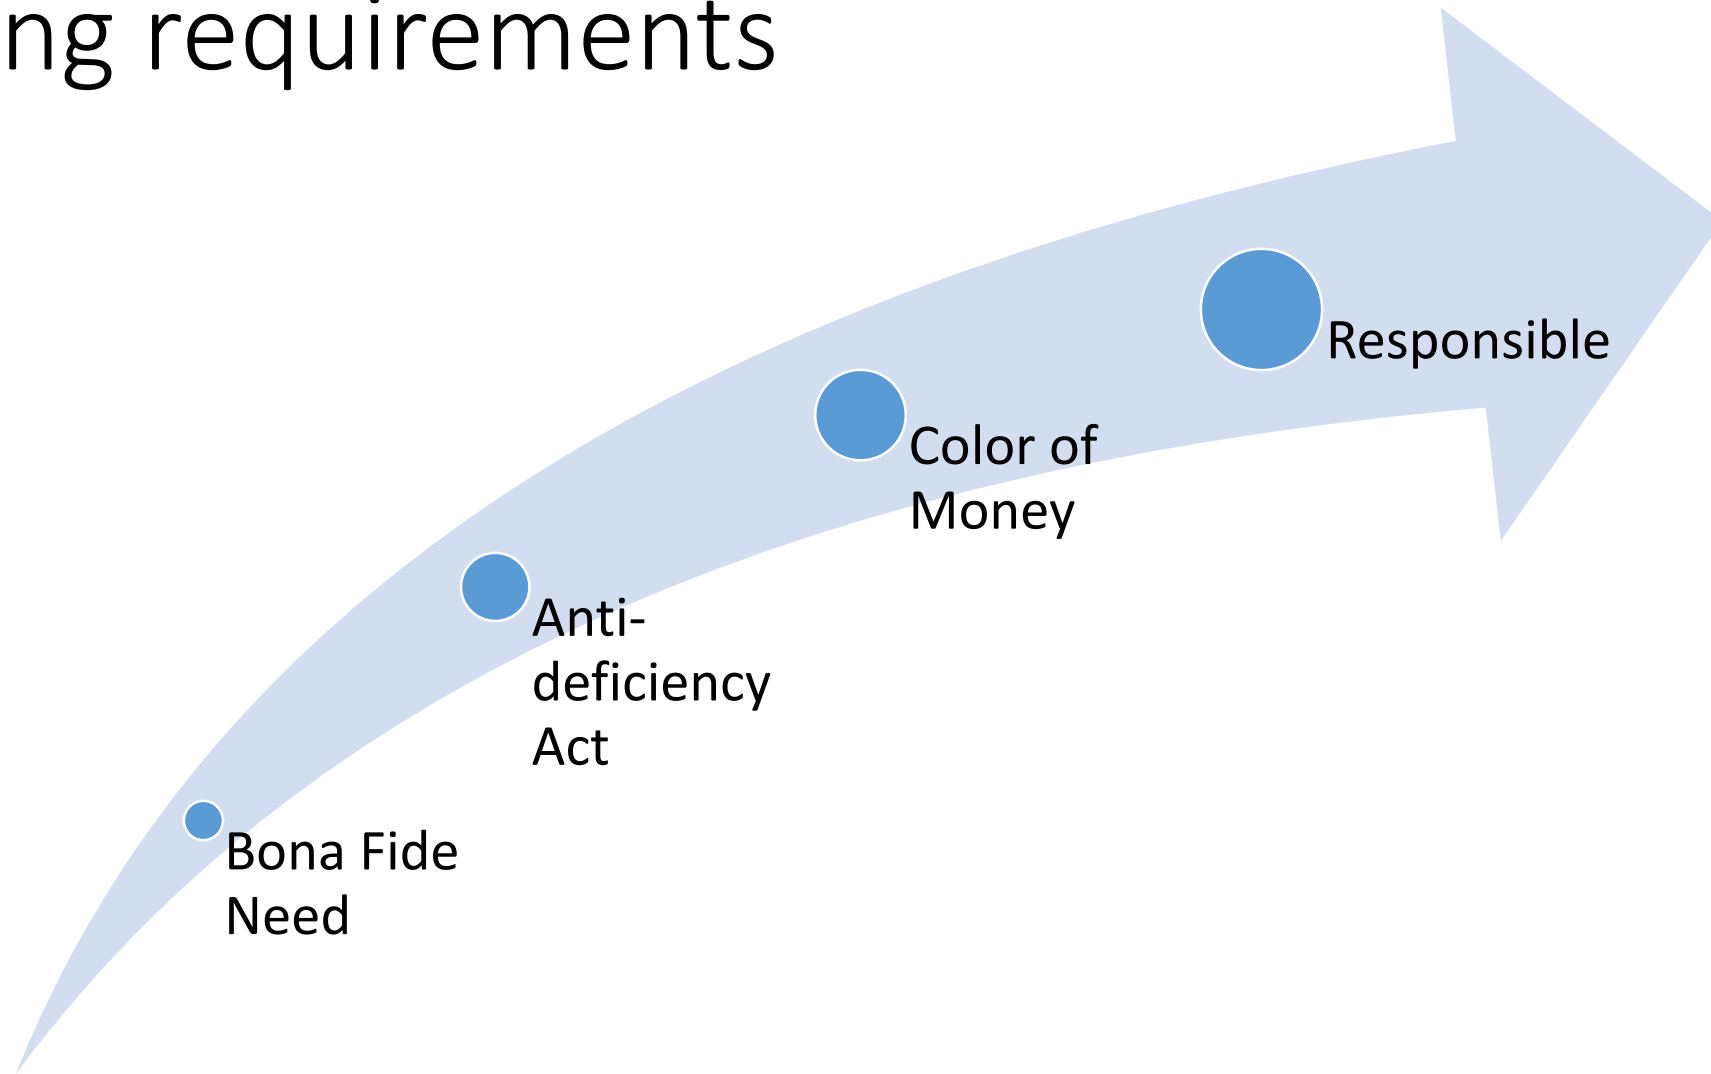 ng requirements
Responsible
Color of
Money
Anti-
deficiency
Act
Bona Fide
Need